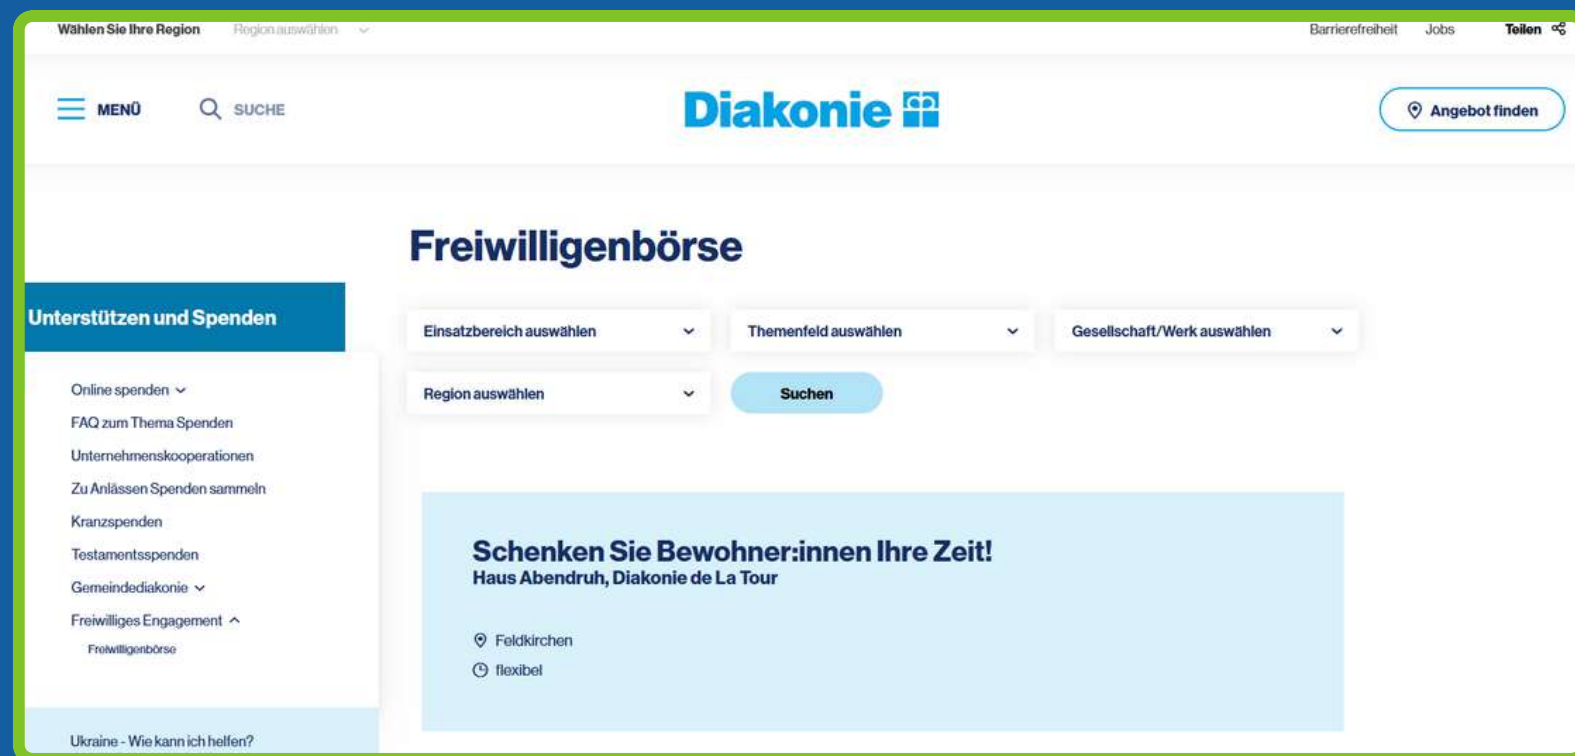 Wählen Sie Ihre Region Region auswählen Barrierefreiheit Jobs Teilen
MENÜ SUCHE Diakonie Angebot finden
Freiwilligenbörse
Unterstützen und Spenden
Einsatzbereich auswählen Themenfeld auswählen Gesellschaft/Werk auswählen
Region auswählen Suchen
Online spenden
FAQ zum Thema Spenden
Unternehmenskooperationen
Zu Anlässen Spenden sammeln
Kranzspenden
Testamentsspenden
Gemeindediakonie
Freiwilliges Engagement
Freiwilligenbörse
Ukraine - Wie kann ich helfen?
Schenken Sie Bewohner:innen Ihre Zeit!
Haus Abendruh, Diakonie de La Tour
Feldkirchen
flexibel